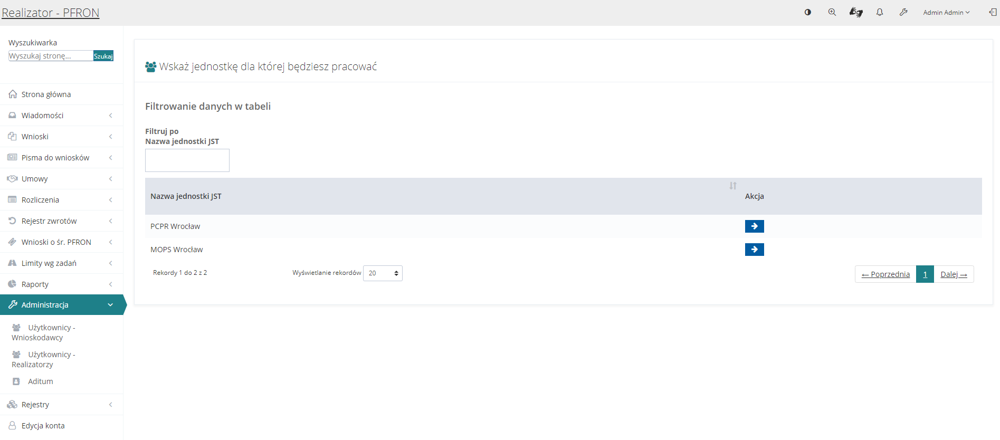 Realizator - PFRON
Admin Admin
Wyszukiwarka
Wyszukaj stronę...
Szukaj
Strona główna
Wiadomości
Wnioski
Pisma do wniosków
Umowy
Rozliczenia
Rejestr zwrotów
Wnioski o śr. PFRON
Limity wg zadań
Raporty
Administracja
Użytkownicy -
Wnioskodawcy
Użytkownicy -
Realizatorzy
Aditum
Rejestry
Edycja konta
Wskaż jednostkę dla której będziesz pracować
Filtrowanie danych w tabeli
Filtruj po
Nazwa jednostki JST
Nazwa jednostki JST
Akcja
PCPR Wrocław
MOPS Wrocław
Rekordy 1 do 2 z 2
Wyświetlanie rekordów 20
← Poprzednia 1 Dalej →